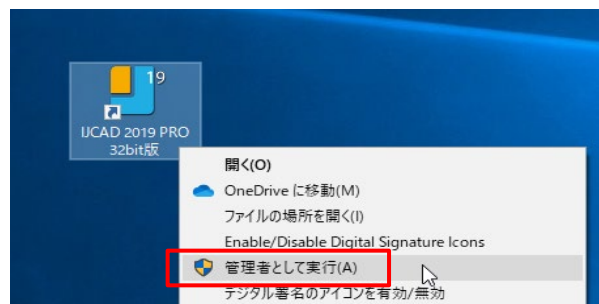 19
IJCAD 2019 PRO
32bit版
開く(O)
OneDrive に移動(M)
ファイルの場所を開く(I)
Enable/Disable Digital Signature Icons
管理者として実行(A)
デジタル署名のアイコンを有効/無効